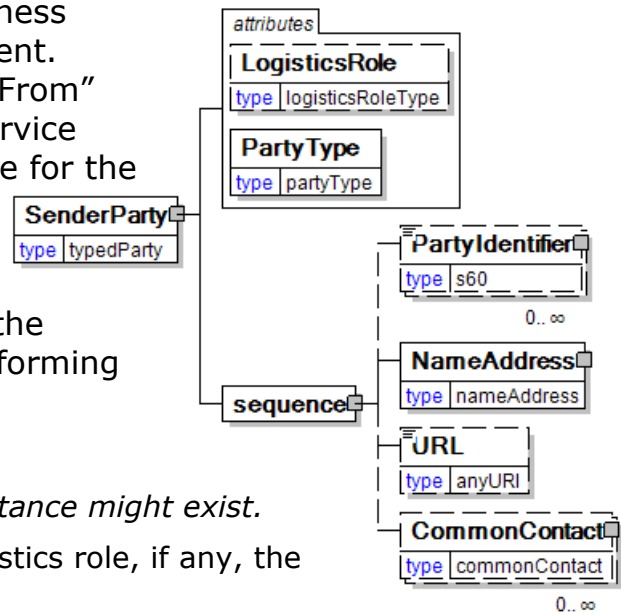 ness
ent.
From”
ervice
e for the
the
forming
tance might exist.
istics role, if any, the
attributes
LogisticsRole
type logisticsRoleType
PartyType
type partyType
SenderParty
type typedParty
sequence
PartyIdentifier
type s60
0.. ∞
NameAddress
type nameAddress
URL
type anyURI
CommonContact
type commonContact
0.. ∞